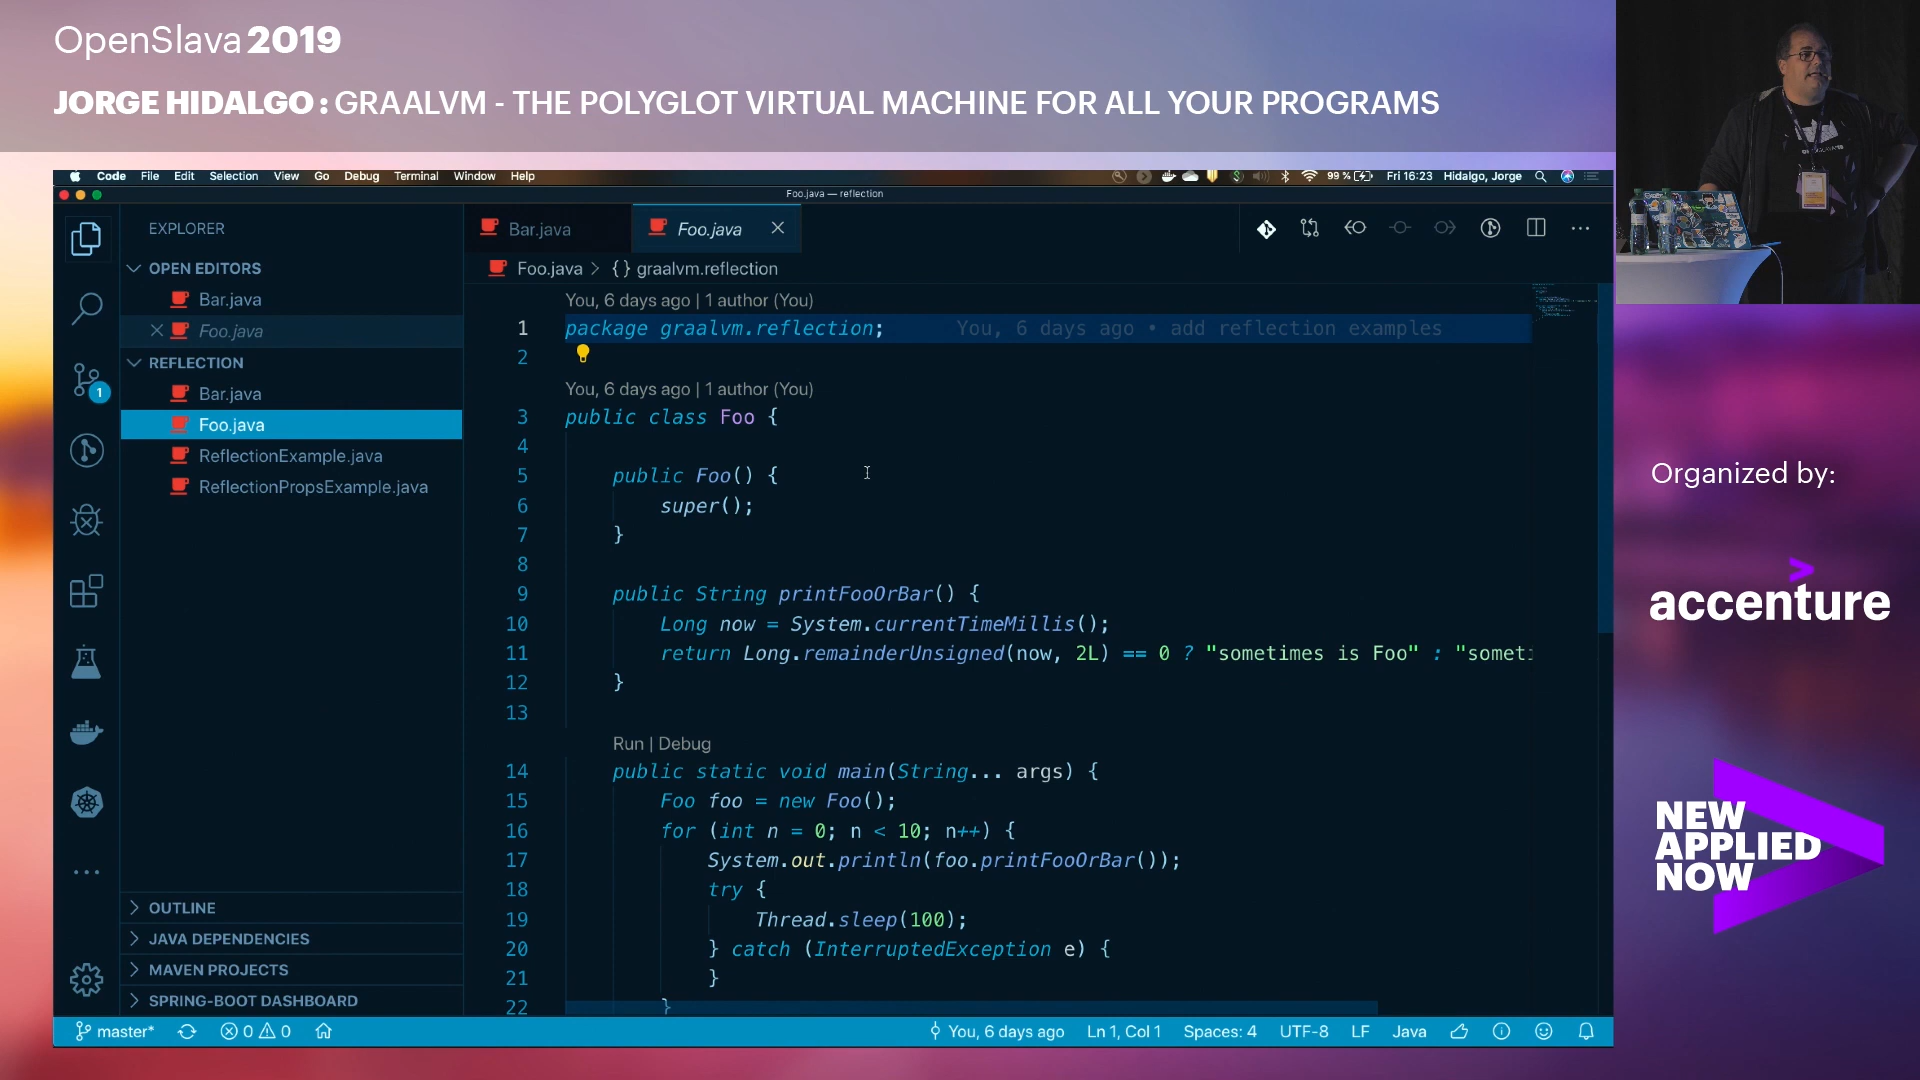 OpenSlava 2019
JORGE HIDALGO : GRAALVM - THE POLYGLOT VIRTUAL MACHINE FOR ALL YOUR PROGRAMS
Code File Edit Selection View Go Debug Terminal Window Help 99 % Fri 16:23 Hidalgo, Jorge
Foo.java — reflection
EXPLORER
OPEN EDITORS
Bar.java
Foo.java
REFLECTION
1
Bar.java
Foo.java
ReflectionExample.java
ReflectionPropsExample.java
OUTLINE
JAVA DEPENDENCIES
MAVEN PROJECTS
SPRING-BOOT DASHBOARD
Bar.java Foo.java
Foo.java > {} graalvm.reflection
You, 6 days ago | 1 author (You)
1 package graalvm.reflection; You, 6 days ago • add reflection examples
2
You, 6 days ago | 1 author (You)
3 public class Foo {
4
5 public Foo() {
6 super();
7 }
8
9 public String printFooOrBar() {
10 Long now = System.currentTimeMillis();
11 return Long.remainderUnsigned(now, 2L) == 0 ? "sometimes is Foo" : "someti
12 }
13
Run | Debug
14 public static void main(String... args) {
15 Foo foo = new Foo();
16 for (int n = 0; n < 10; n++) {
17 System.out.println(foo.printFooOrBar());
18 try {
19 Thread.sleep(100);
20 } catch (InterruptedException e) {
21 }
22 }
master* 0 0 You, 6 days ago Ln 1, Col 1 Spaces: 4 UTF-8 LF Java
Organized by:
accenture
NEW
APPLIED
NOW